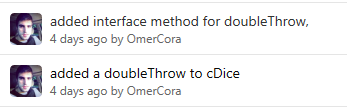 added interface method for doubleThrow,
4 days ago by OmerCora
added a doubleThrow to cDice
4 days ago by OmerCora